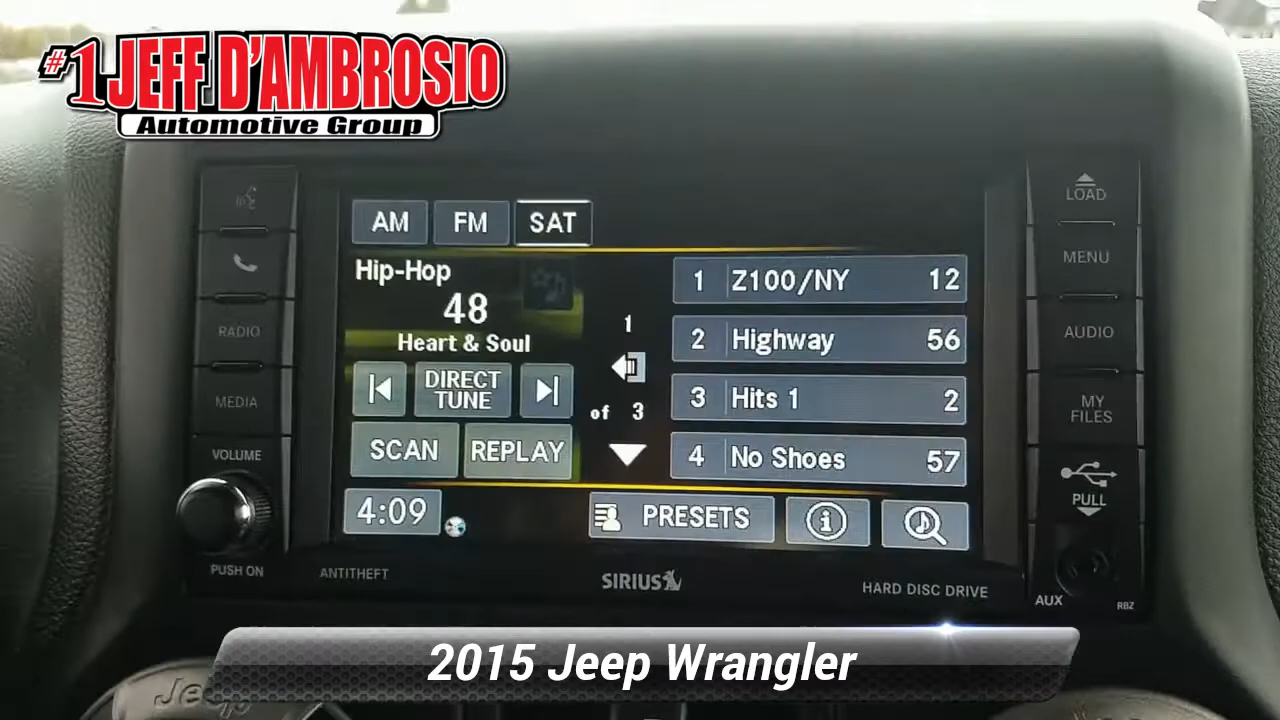 #1 JEFF D'AMBROSIO
Automotive Group
LOAD
MENU
AUDIO
MY
FILES
PULL
AUX
RBZ
RADIO
MEDIA
VOLUME
PUSH ON
AM FM SAT
Hip-Hop
48
Heart & Soul
DIRECT
TUNE
SCAN REPLAY
4:09
1
of 3
1 Z100/NY 12
2 Highway 56
3 Hits 1 2
4 No Shoes 57
PRESETS
ANTITHEFT
SIRIUS
HARD DISC DRIVE
2015 Jeep Wrangler
Jeep